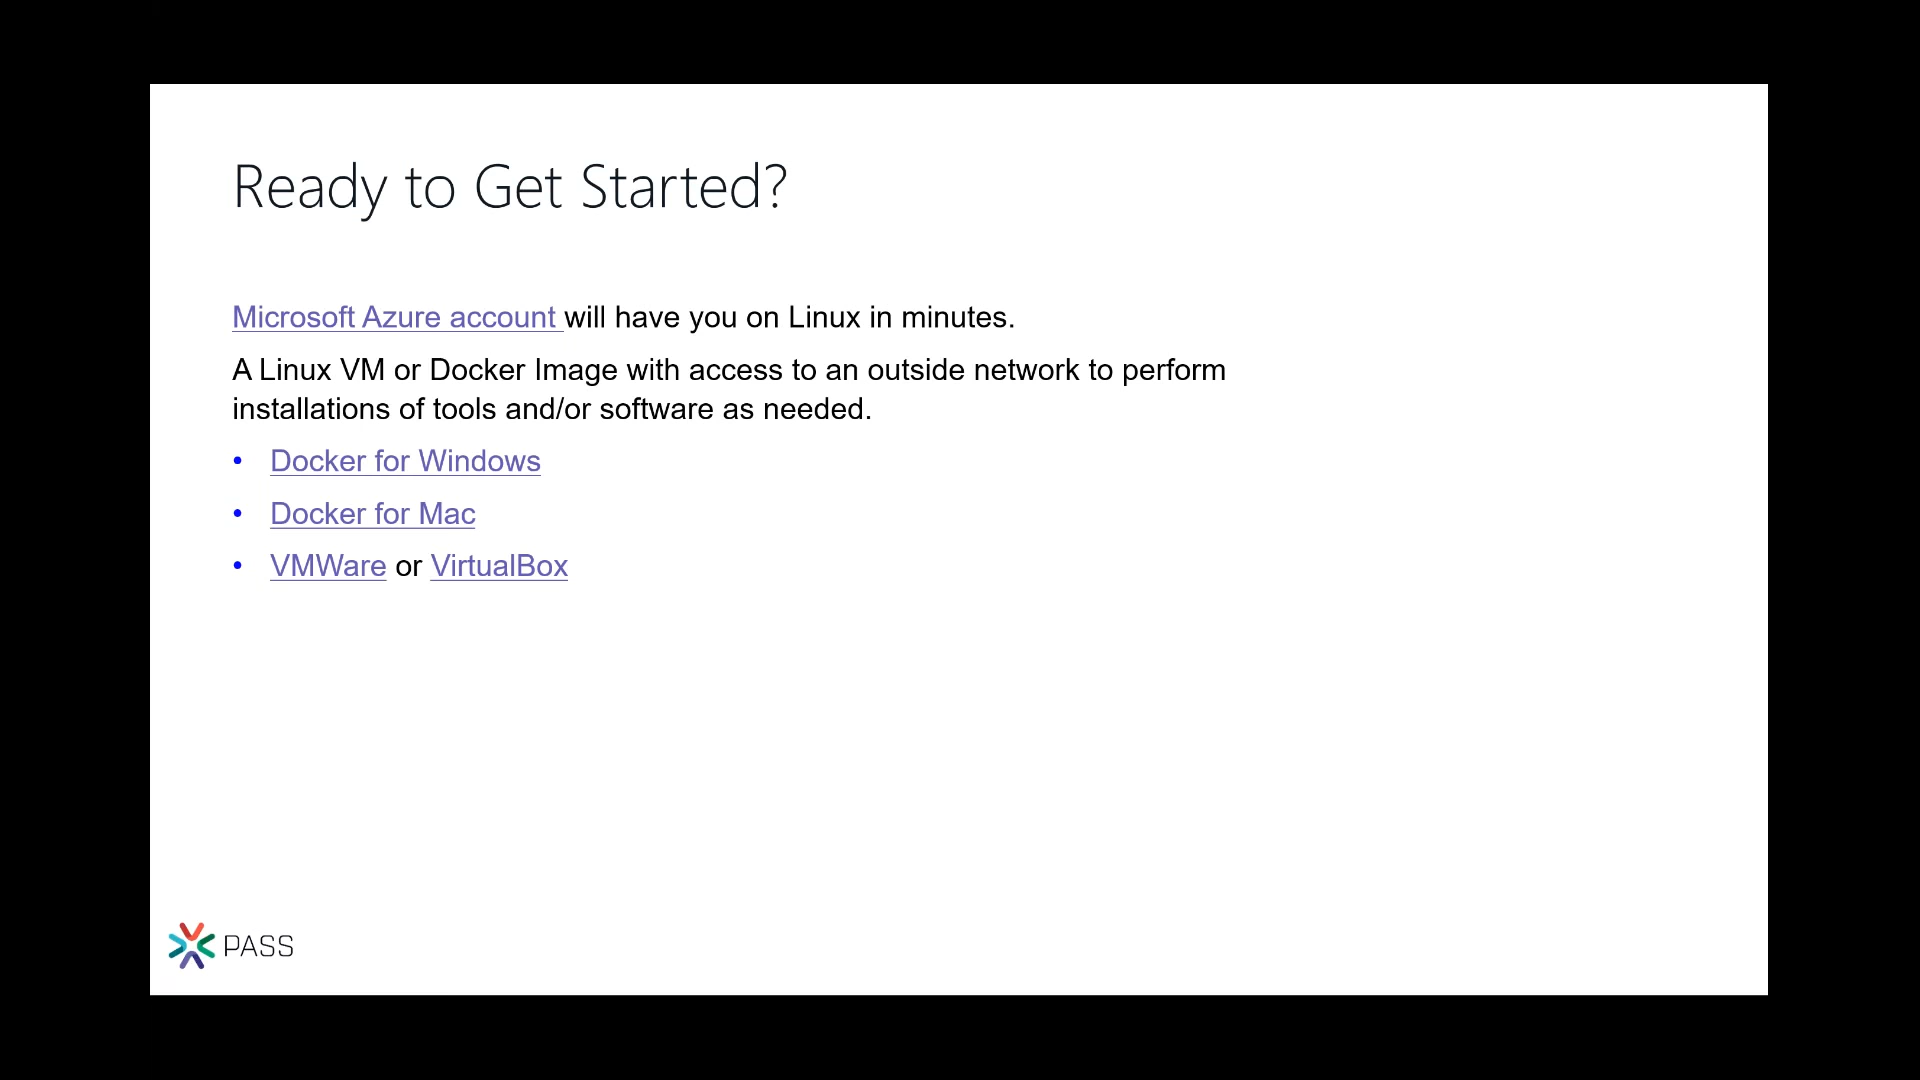 Ready to Get Started?
Microsoft Azure account will have you on Linux in minutes.
A Linux VM or Docker Image with access to an outside network to perform
installations of tools and/or software as needed.
• Docker for Windows
• Docker for Mac
• VMWare or VirtualBox
PASS